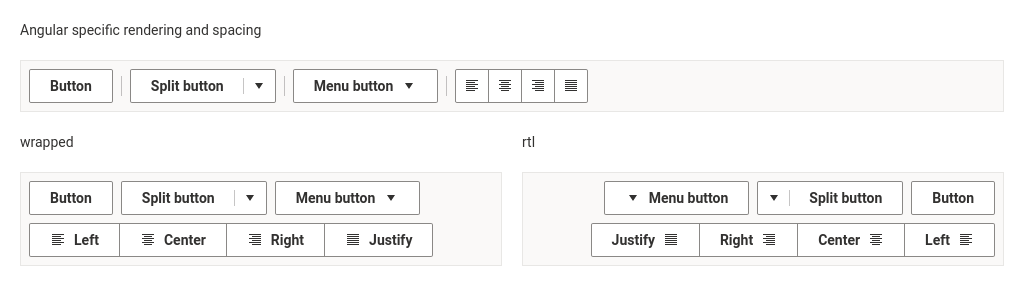 Angular specific rendering and spacing
Button Split button Menu button
wrapped
Button Split button Menu button
Left Center Right Justify
rtl
Menu button Split button Button
Justify Right Center Left